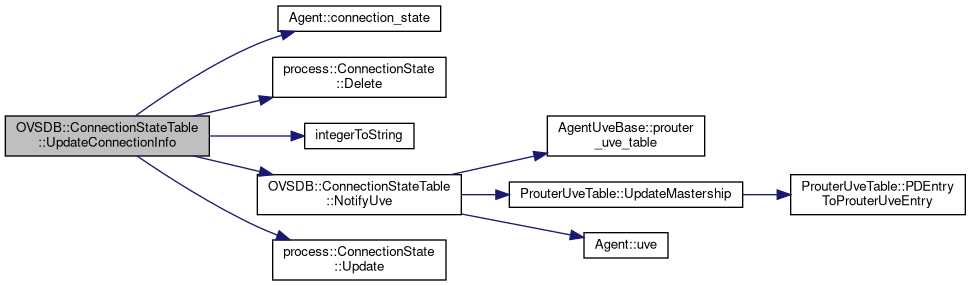 OVSDB::ConnectionStateTable
::UpdateConnectionInfo
Agent::connection_state
process::ConnectionState
::Delete
integerToString
OVSDB::ConnectionStateTable
::NotifyUve
process::ConnectionState
::Update
AgentUveBase::prouter
_uve_table
ProuterUveTable::UpdateMastership
Agent::uve
ProuterUveTable::PDEntry
ToProuterUveEntry